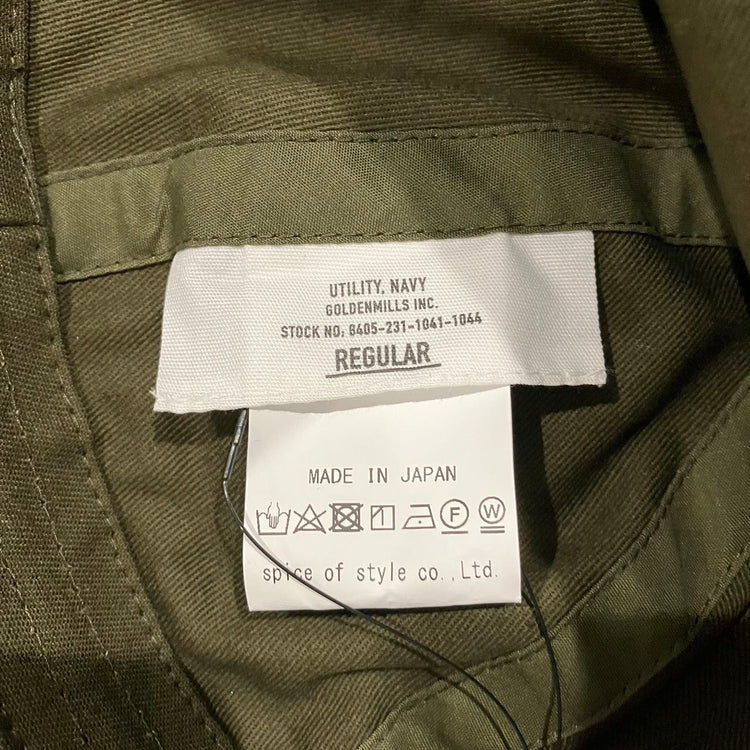 UTILITY, NAVY
GOLDENMILLS INC.
STOCK NO: 8405-231-1041-1044
REGULAR
MADE IN JAPAN
F W
spice of style co.,Ltd.